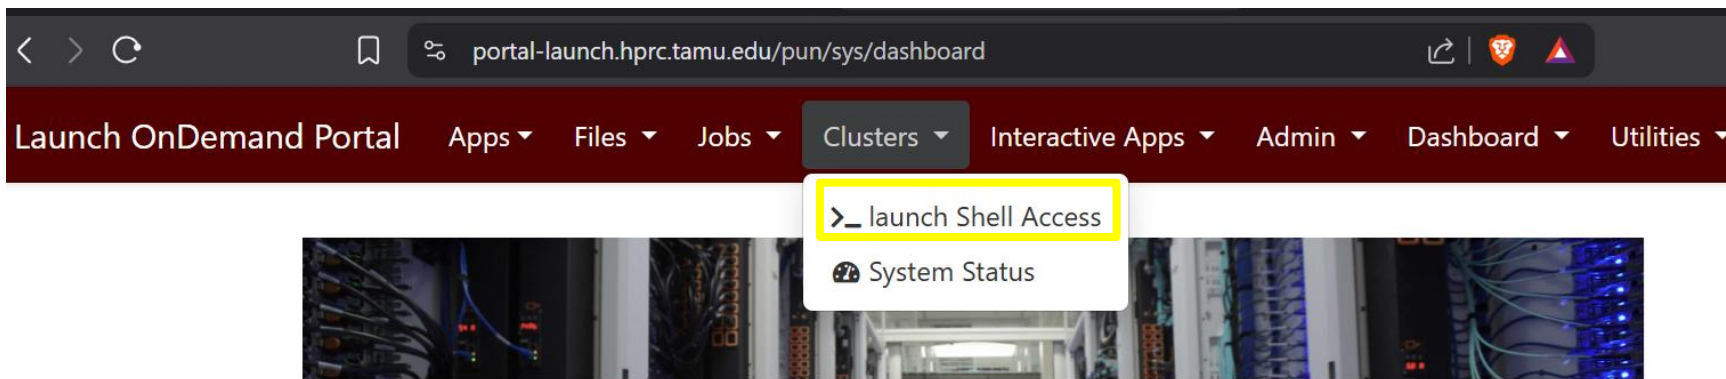 portal-launch.hprc.tamu.edu/pun/sys/dashboard
Launch OnDemand Portal Apps Files Jobs Clusters Interactive Apps Admin Dashboard Utilities
>_ launch Shell Access
System Status